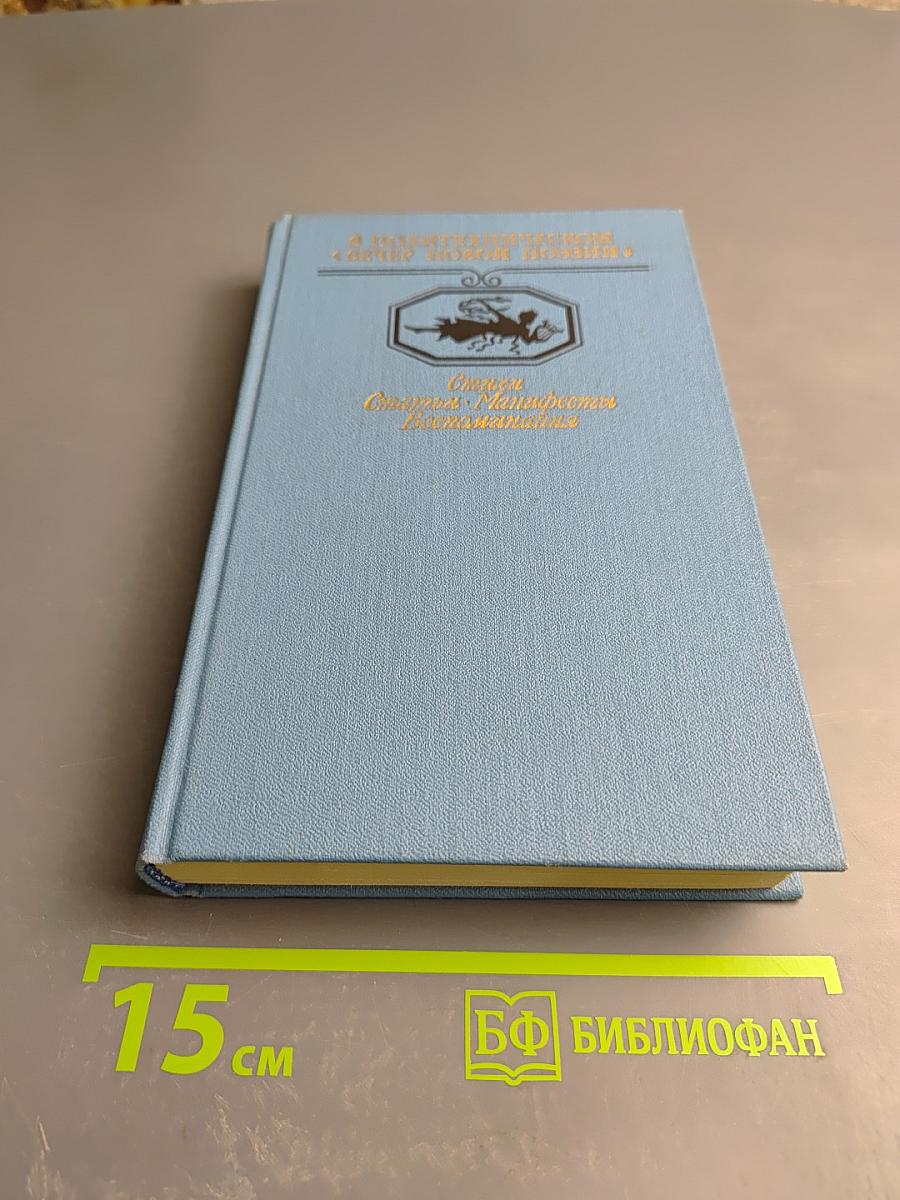 В ПОЛИТЕХНИЧЕСКОМ
«ВЕЧЕР НОВОЙ ПОЭЗИИ»
Стихи
Статьи · Манифесты
Воспоминания
15 см
БФ БИБЛИОФАН